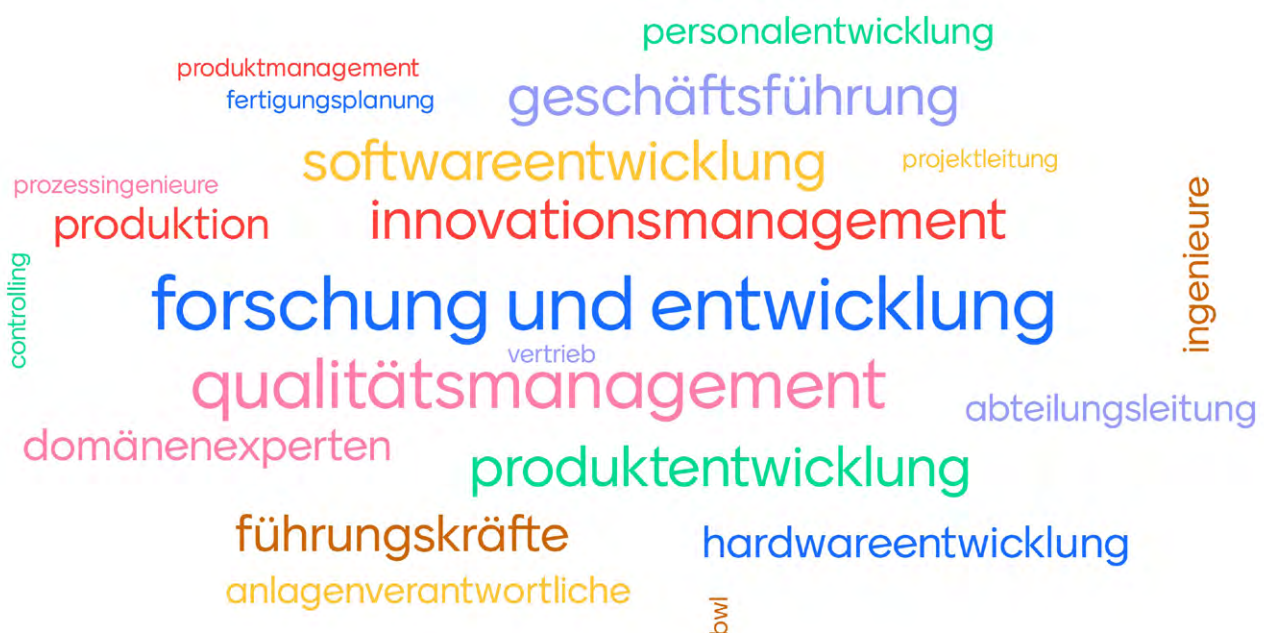 personalentwicklung
produktmanagement
fertigungsplanung
geschäftsführung
softwareentwicklung
projektleitung
prozessingenieure
produktion
innovationsmanagement
ingenieure
controlling
forschung und entwicklung
vertrieb
qualitätsmanagement
abteilungsleitung
domänenexperten
produktentwicklung
führungskräfte
hardwareentwicklung
anlagenverantwortliche
bwl